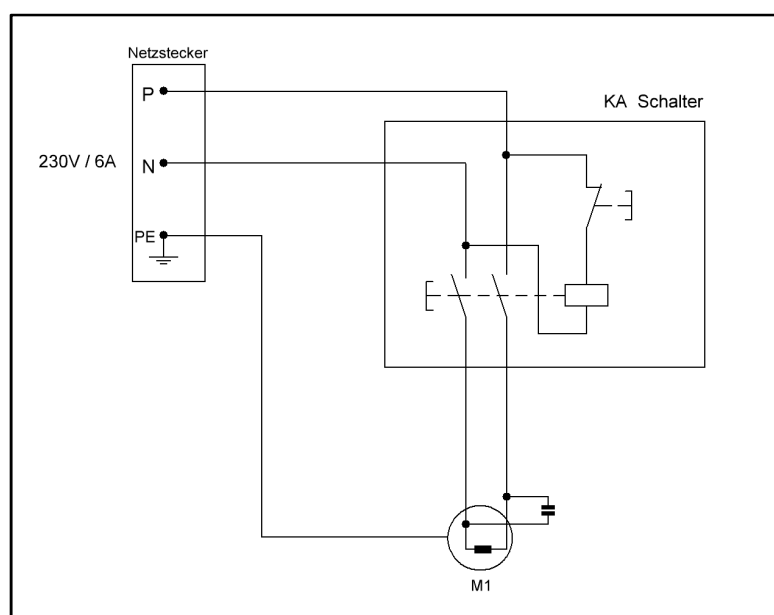 Netzstecker
P
KA Schalter
230V / 6A
N
PE
M1